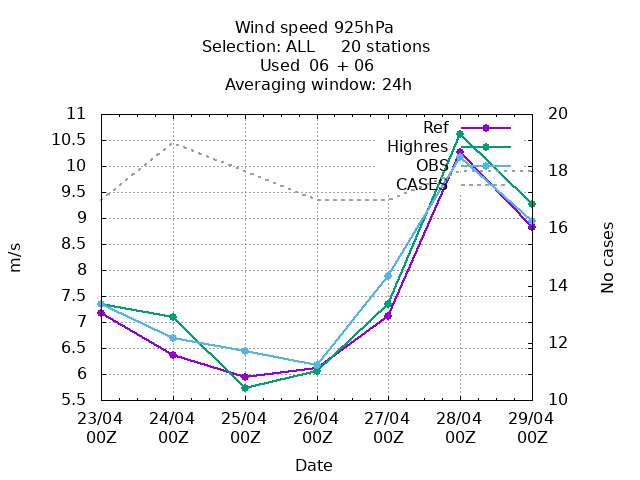 Wind speed 925hPa
Selection: ALL 20 stations
Used 06 + 06
Averaging window: 24h
Ref
Highres
OBS
CASES
11
10.5
10
9.5
9
8.5
8
7.5
7
6.5
6
5.5
m/s
20
18
16
14
12
10
No cases
23/04 24/04 25/04 26/04 27/04 28/04 29/04
00Z 00Z 00Z 00Z 00Z 00Z 00Z
Date